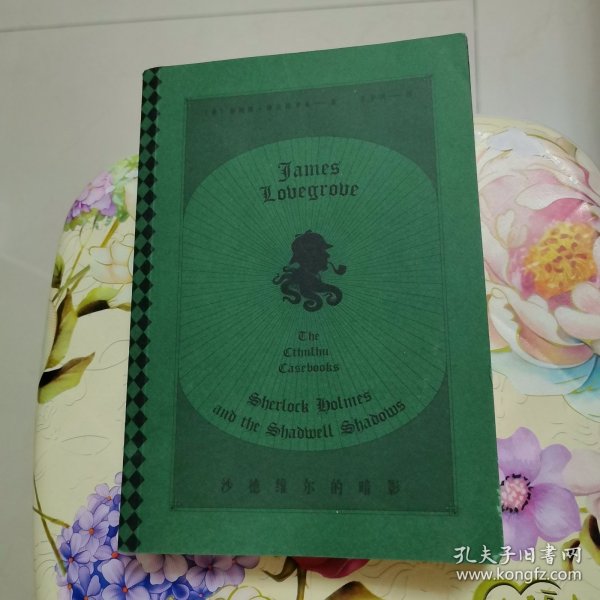 James
Lovegrove
The
Cthulhu
Casebooks
Sherlock Holmes
and the Shadwell Shadows
沙德维尔的暗影
孔夫子旧书网
www.kongfz.com